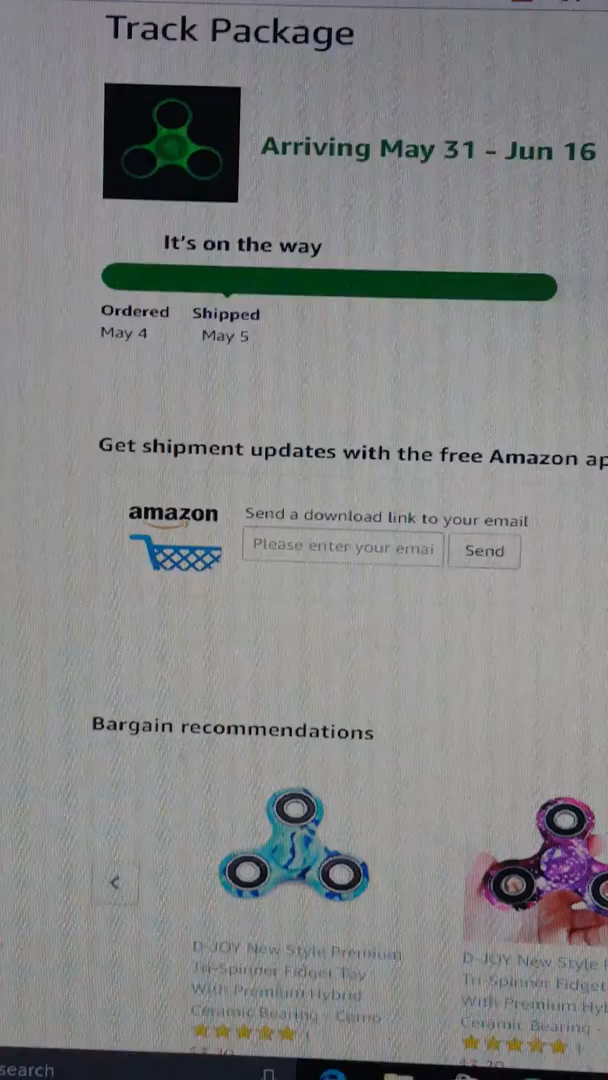 Track Package
Arriving May 31 - Jun 16
It's on the way
Ordered Shipped
May 4 May 5
Get shipment updates with the free Amazon ap
amazon
Send a download link to your email
Please enter your emai
Send
Bargain recommendations
<
D-JOY New Style Premium
Tri-Spinner Fidget Toy
With Premium Hybrid
Ceramic Bearing - Camo
D-JOY New Style
Tri-Spinner Fidget
With Premium Hy
Ceramic Bearing -
search